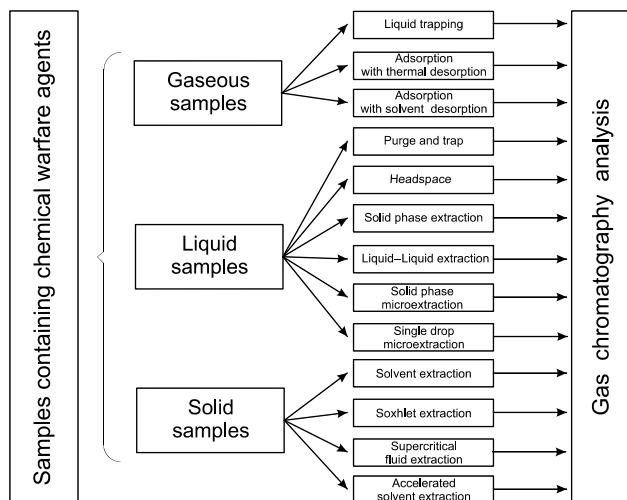 Samples containing chemical warfare agents
Gaseous
samples
Liquid trapping
Adsorption
with thermal desorption
Adsorption
with solvent desorption
Liquid
samples
Purge and trap
Headspace
Solid phase extraction
Liquid–Liquid extraction
Solid phase
microextraction
Single drop
microextraction
Solid
samples
Solvent extraction
Soxhlet extraction
Supercritical
fluid extraction
Accelerated
solvent extraction
Gas chromatography analysis